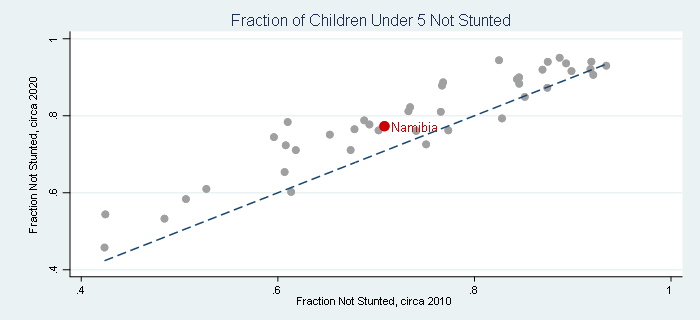 Fraction of Children Under 5 Not Stunted
Fraction Not Stunted, circa 2020
1
.8
.6
.4
Namibia
.4 .6 .8 1
Fraction Not Stunted, circa 2010